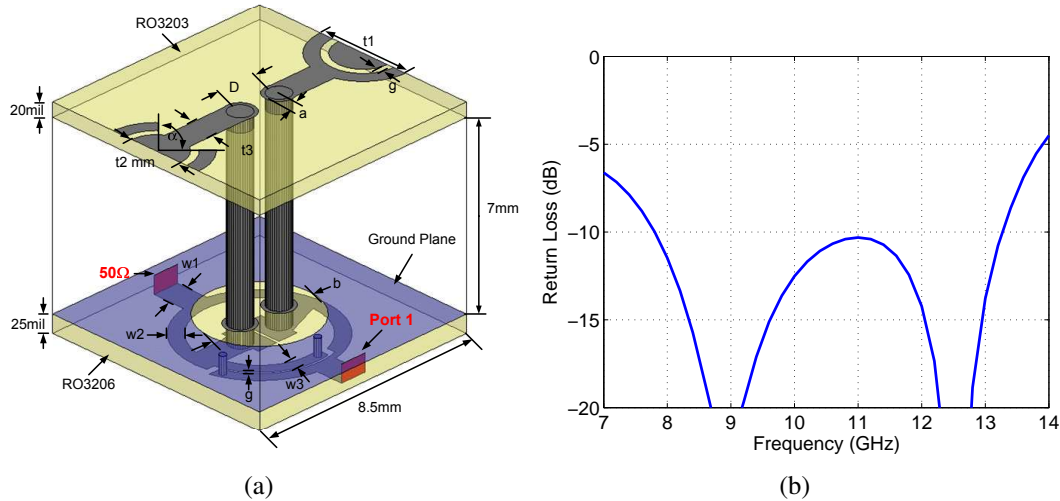 RO3203
t1
g
D
a
20mil
α
t2 mm
t3
7mm
Ground Plane
50Ω
w1
b
Port 1
25mil
w2
w3
g
RO3206
8.5mm
(a)
0
−5
−10
−15
−20
7 8 9 10 11 12 13 14
Return Loss (dB)
Frequency (GHz)
(b)